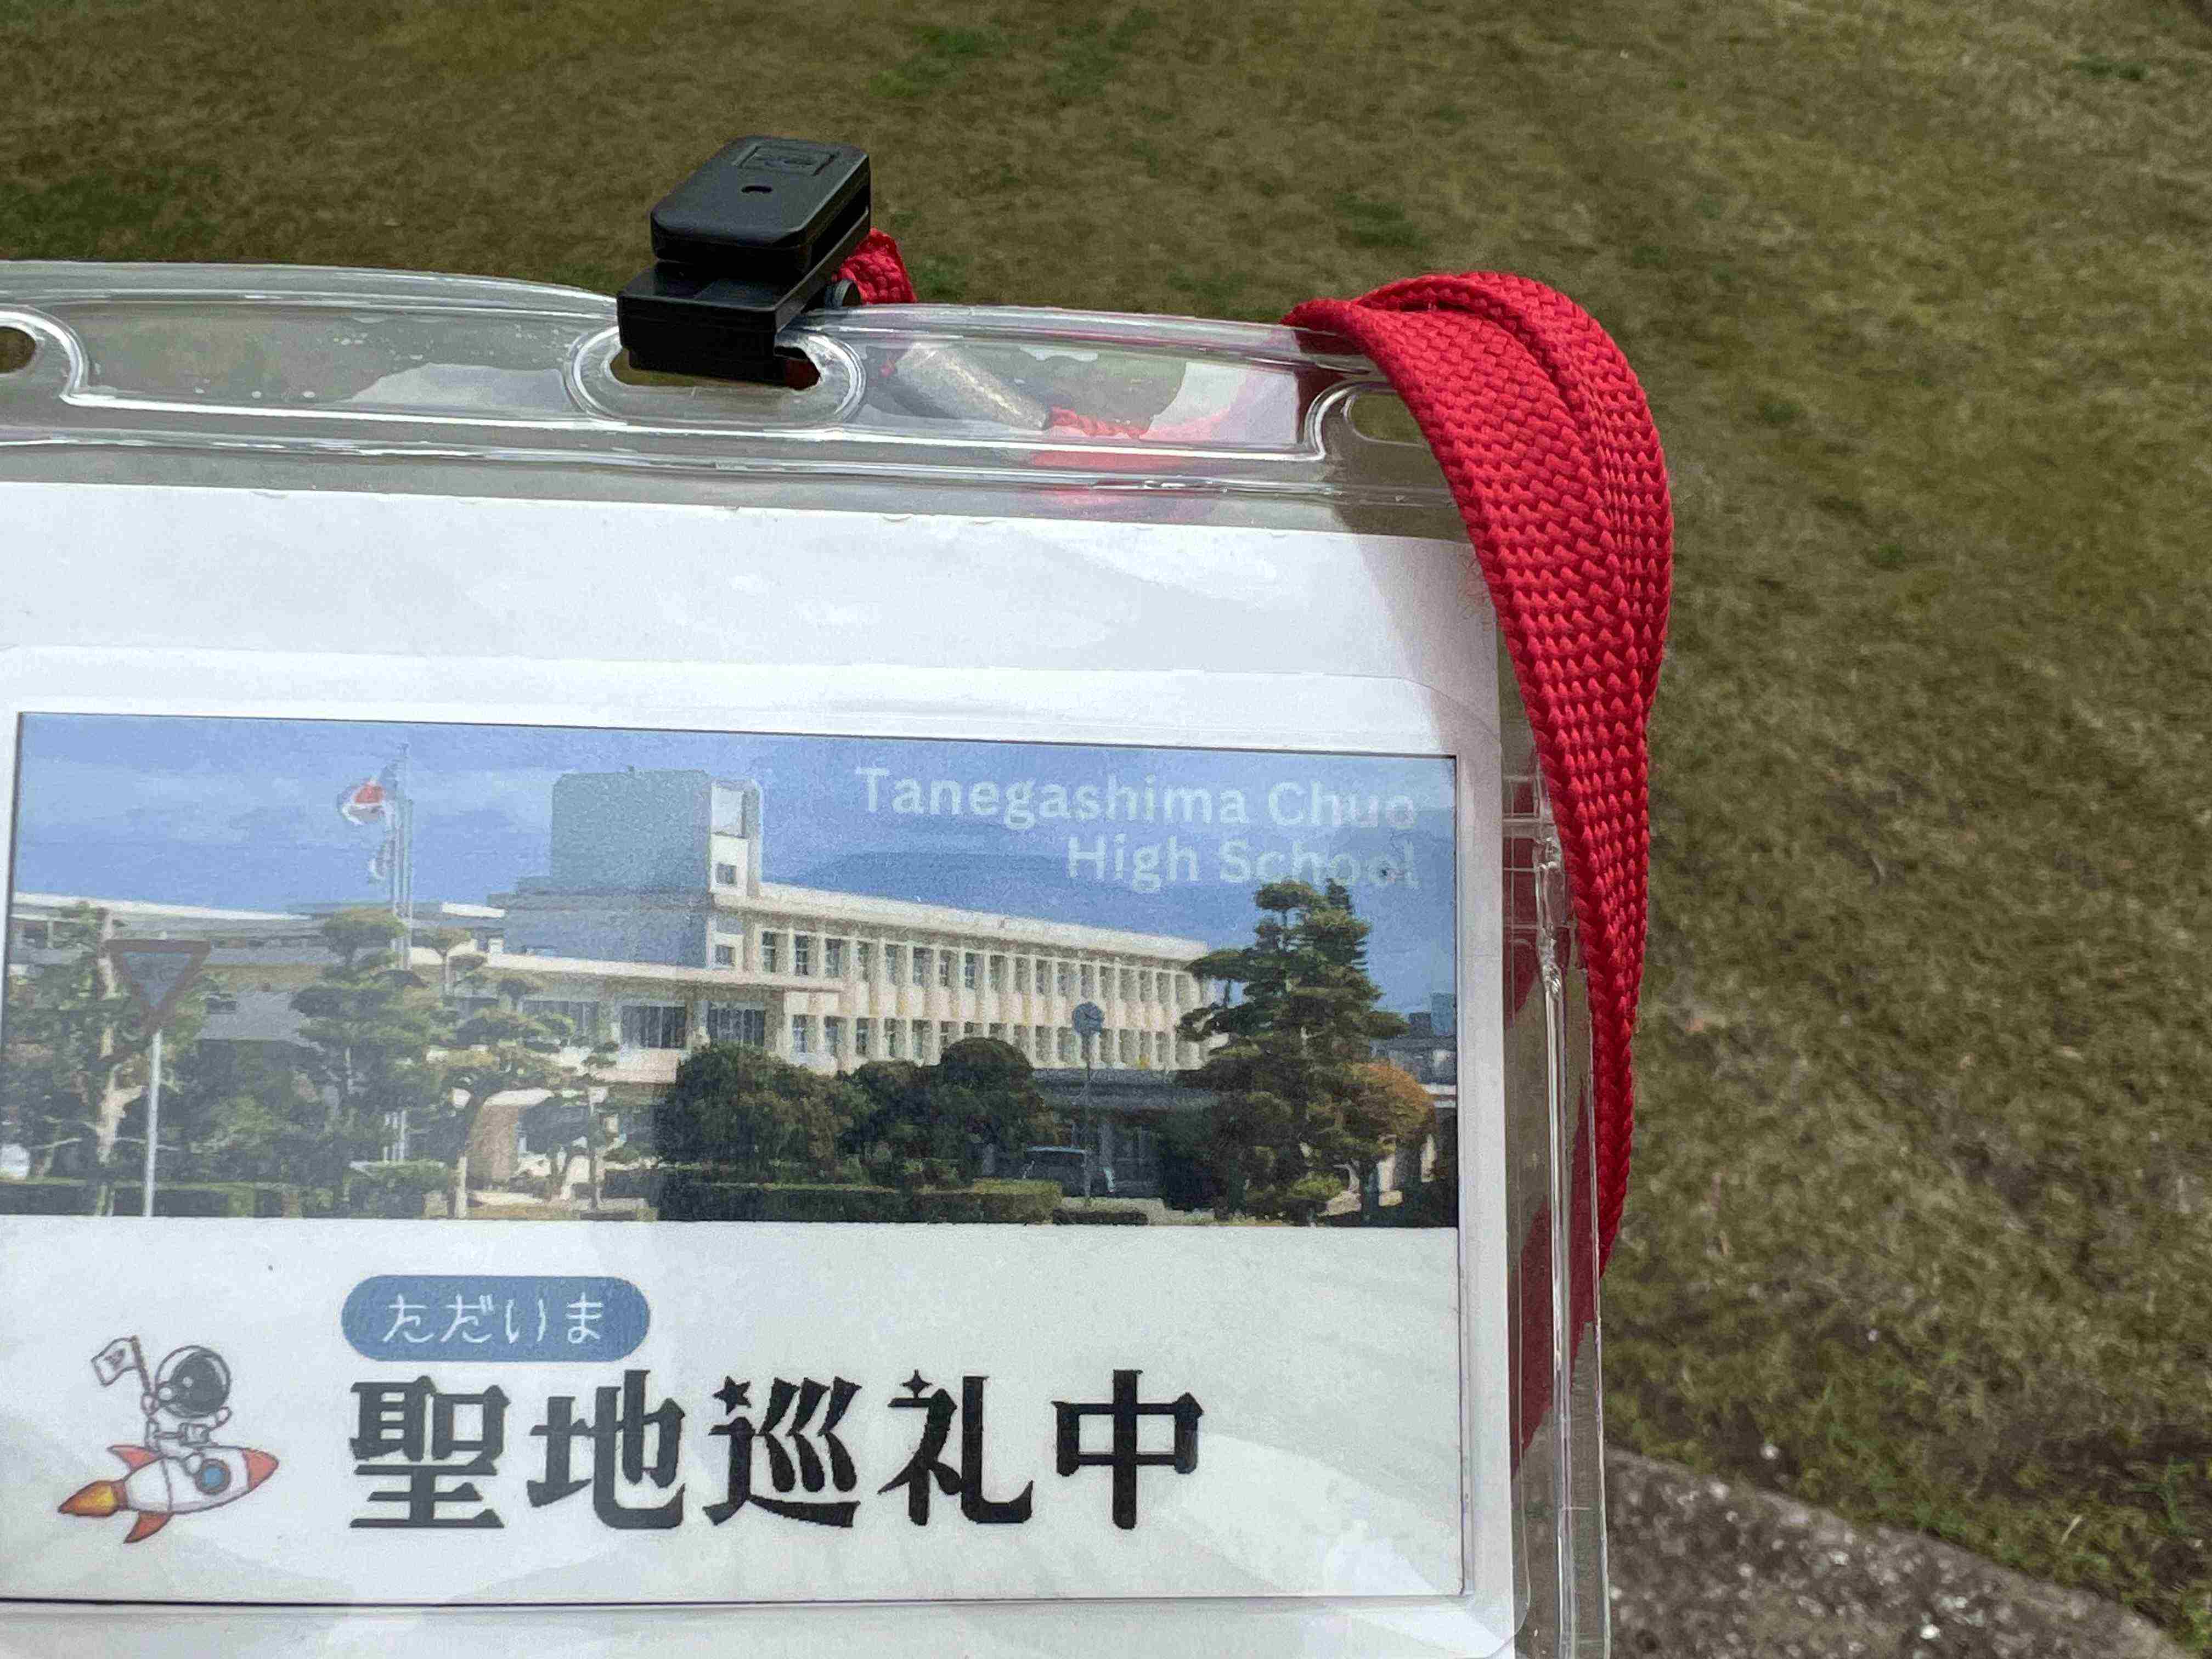 Tanegashima Chuo
High School
ただいま
聖地巡礼中